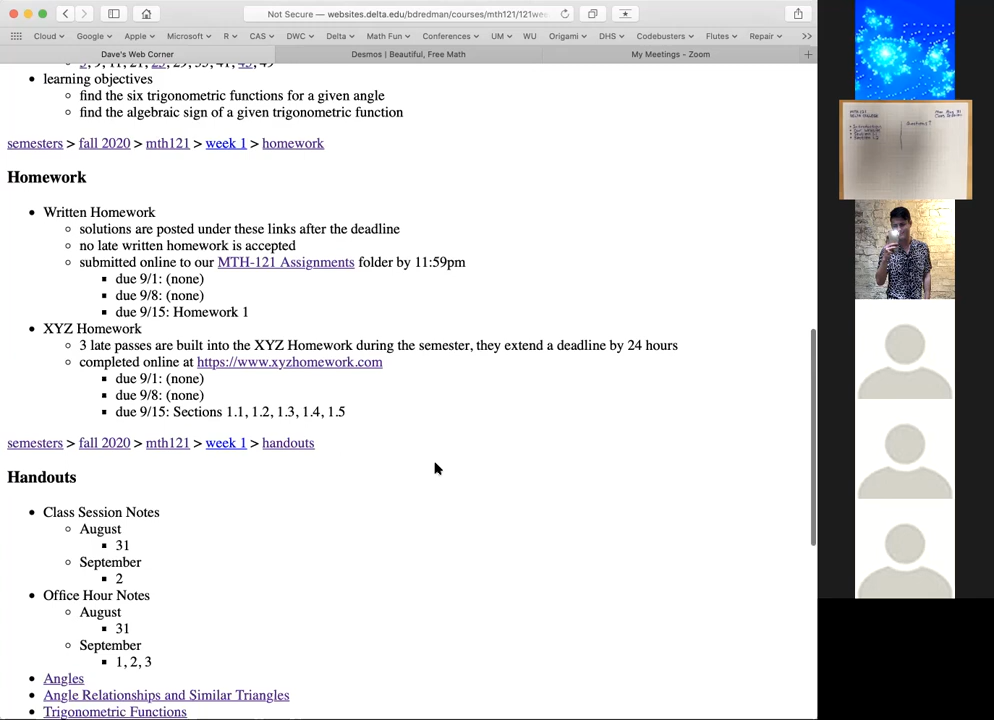 Not Secure — websites.delta.edu/bdredman/courses/mth121/121wee
Cloud Google Apple Microsoft R CAS DWC Delta Math Fun Conferences UM WU Origami DHS Codebusters Flutes Repair >>
Dave's Web Corner Desmos | Beautiful, Free Math My Meetings - Zoom +
learning objectives
find the six trigonometric functions for a given angle
find the algebraic sign of a given trigonometric function
semesters > fall 2020 > mth121 > week 1 > homework
Homework
Written Homework
solutions are posted under these links after the deadline
no late written homework is accepted
submitted online to our MTH-121 Assignments folder by 11:59pm
due 9/1: (none)
due 9/8: (none)
due 9/15: Homework 1
XYZ Homework
3 late passes are built into the XYZ Homework during the semester, they extend a deadline by 24 hours
completed online at https://www.xyzhomework.com
due 9/1: (none)
due 9/8: (none)
due 9/15: Sections 1.1, 1.2, 1.3, 1.4, 1.5
semesters > fall 2020 > mth121 > week 1 > handouts
Handouts
Class Session Notes
August
31
September
2
Office Hour Notes
August
31
September
1, 2, 3
Angles
Angle Relationships and Similar Triangles
Trigonometric Functions
MTH 121
DELTA COLLEGE